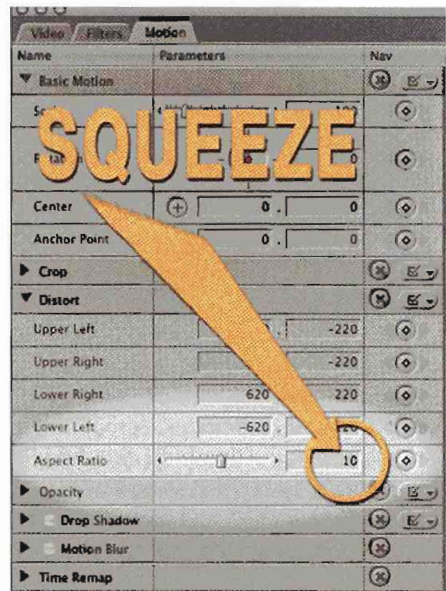 Video Filters Motion
Name Parameters Nav
Basic Motion
SQUEEZE
Center 0 . 0
Anchor Point 0 . 0
Crop
Distort
Upper Left -220
Upper Right -220
Lower Right 620 220
Lower Left -620
Aspect Ratio 10
Opacity
Drop Shadow
Motion Blur
Time Remap